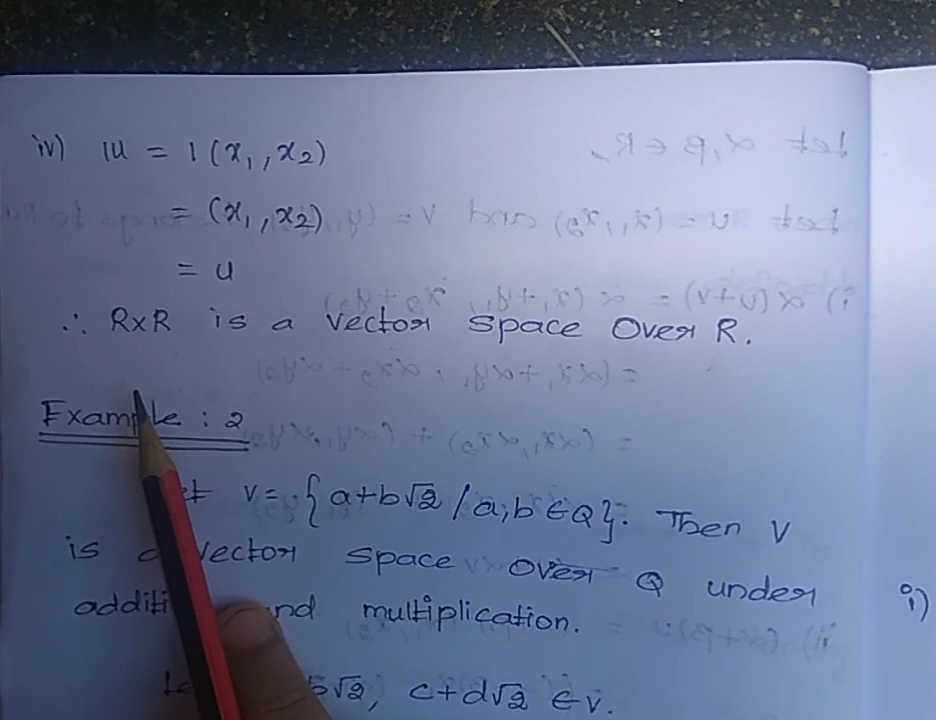 iv) 1u = 1(x₁, x₂)
= (x₁, x₂)
= u
∴ R×R is a vector space over R.
Example : 2
V = {a+b√2 / a,b ∈ Q}. Then V
is a vector space over Q under
additi nd multiplication.
b√2, c+d√2 ∈ V.
i)